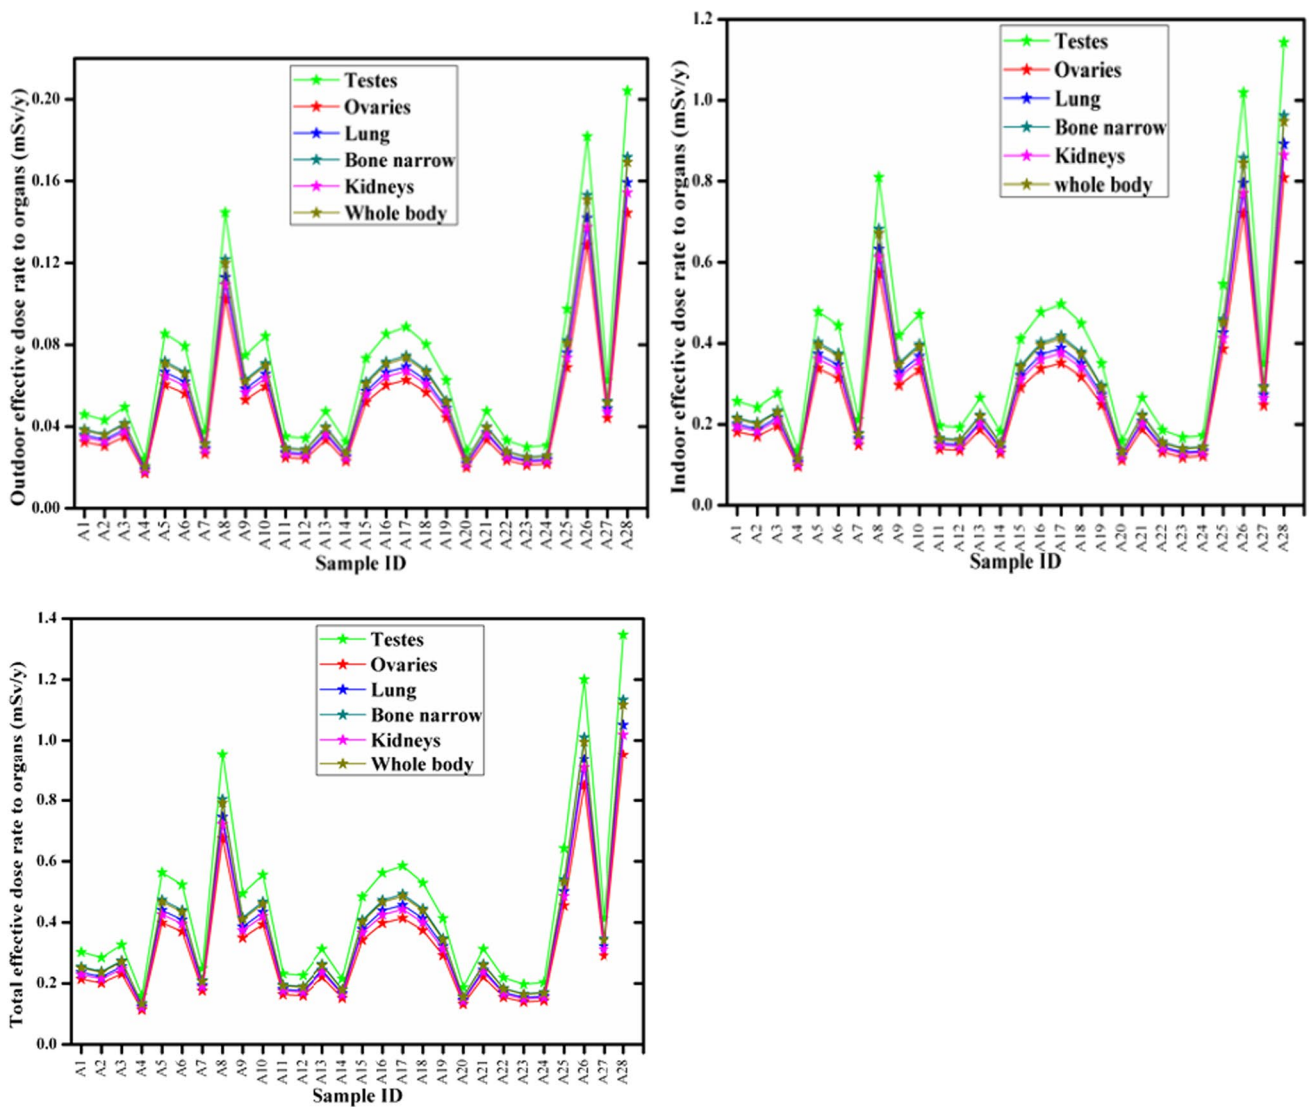 Outdoor effective dose rate to organs (mSv/y)
0.20
0.16
0.12
0.08
0.04
0.00
Testes
Ovaries
Lung
Bone narrow
Kidneys
Whole body
A1 A2 A3 A4 A5 A6 A7 A8 A9 A10 A11 A12 A13 A14 A15 A16 A17 A18 A19 A20 A21 A22 A23 A24 A25 A26 A27 A28
Sample ID
Indoor effective dose rate to organs (mSv/y)
1.2
1.0
0.8
0.6
0.4
0.2
0.0
Testes
Ovaries
Lung
Bone narrow
Kidneys
whole body
A1 A2 A3 A4 A5 A6 A7 A8 A9 A10 A11 A12 A13 A14 A15 A16 A17 A18 A19 A20 A21 A22 A23 A24 A25 A26 A27 A28
Sample ID
Total effective dose rate to organs (mSv/y)
1.4
1.2
1.0
0.8
0.6
0.4
0.2
0.0
Testes
Ovaries
Lung
Bone narrow
Kidneys
Whole body
A1 A2 A3 A4 A5 A6 A7 A8 A9 A10 A11 A12 A13 A14 A15 A16 A17 A18 A19 A20 A21 A22 A23 A24 A25 A26 A27 A28
Sample ID